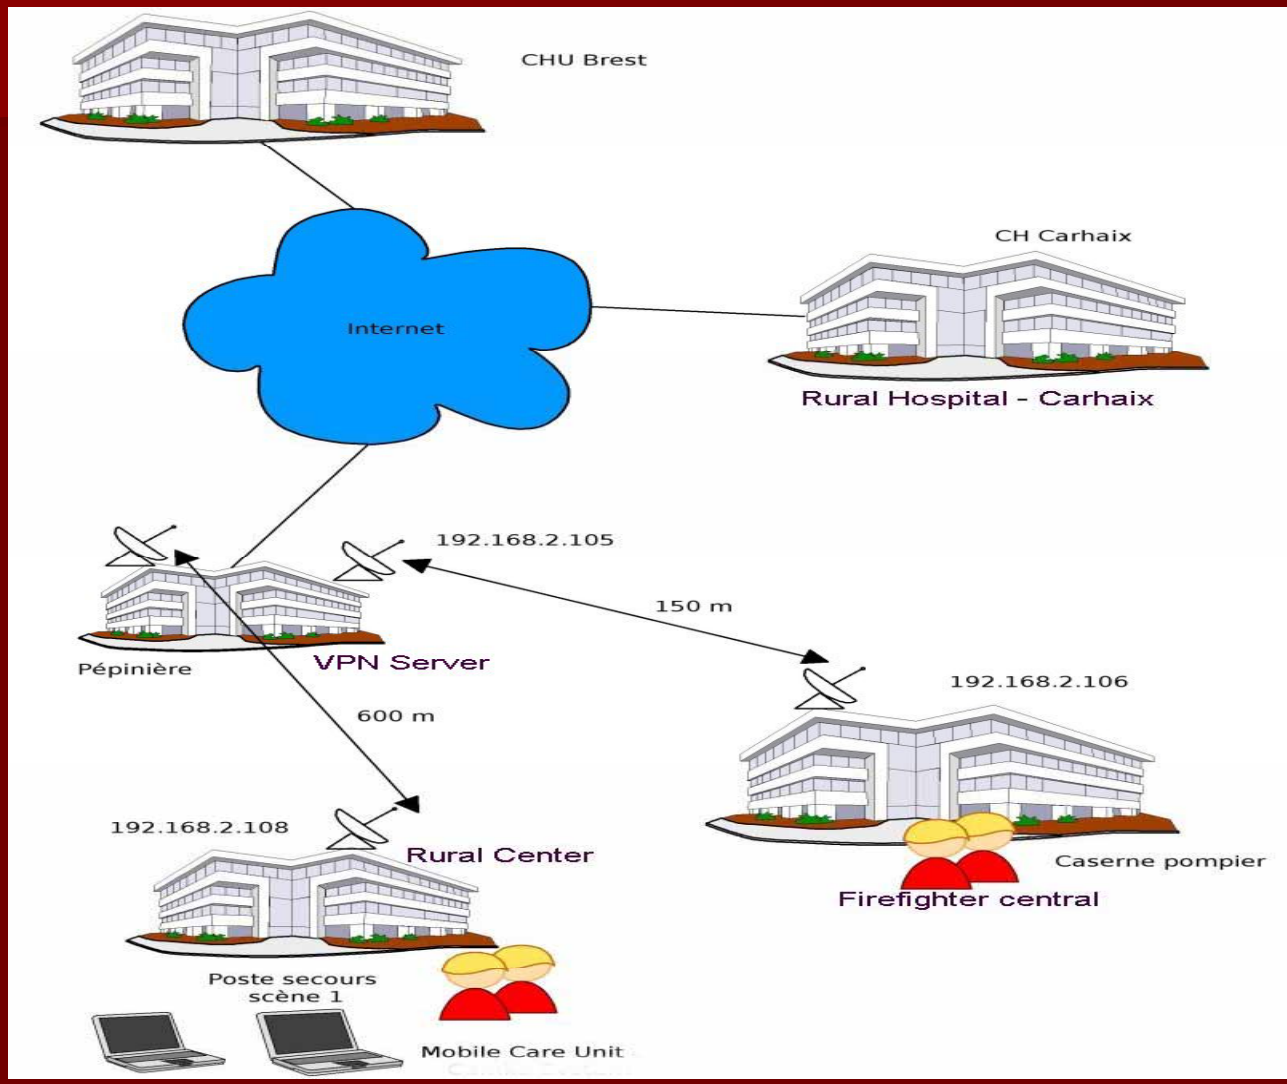 CHU Brest
CH Carhaix
Internet
Rural Hospital - Carhaix
192.168.2.105
150 m
VPN Server
Pépinière
192.168.2.106
600 m
192.168.2.108
Rural Center
Caserne pompier
Firefighter central
Poste secours
scène 1
Mobile Care Unit